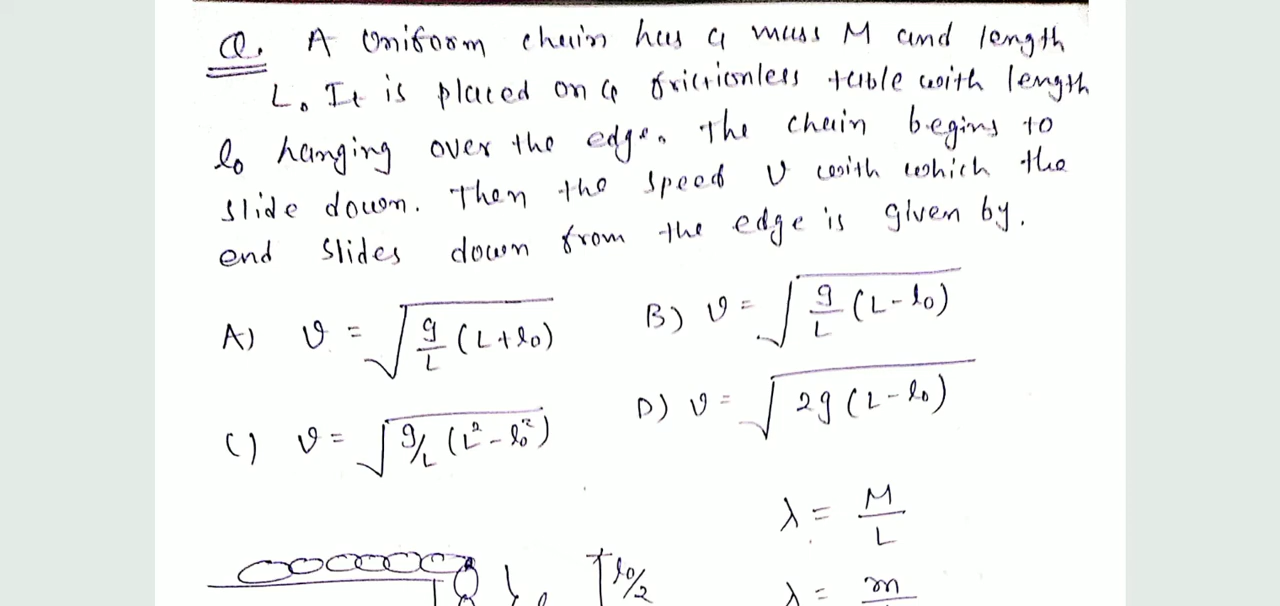 Q. A Uniform chain has a mass M and length
L. It is placed on a frictionless table with length
l₀ hanging over the edge. The chain begins to
slide down. Then the speed v with which the
end slides down from the edge is given by.
A) v = √(g/L (L+l₀))
B) v = √(g/L (L-l₀))
C) v = √(g/L (L²-l₀²))
D) v = √(2g(L-l₀))
λ = M/L
l₀/2
λ = m